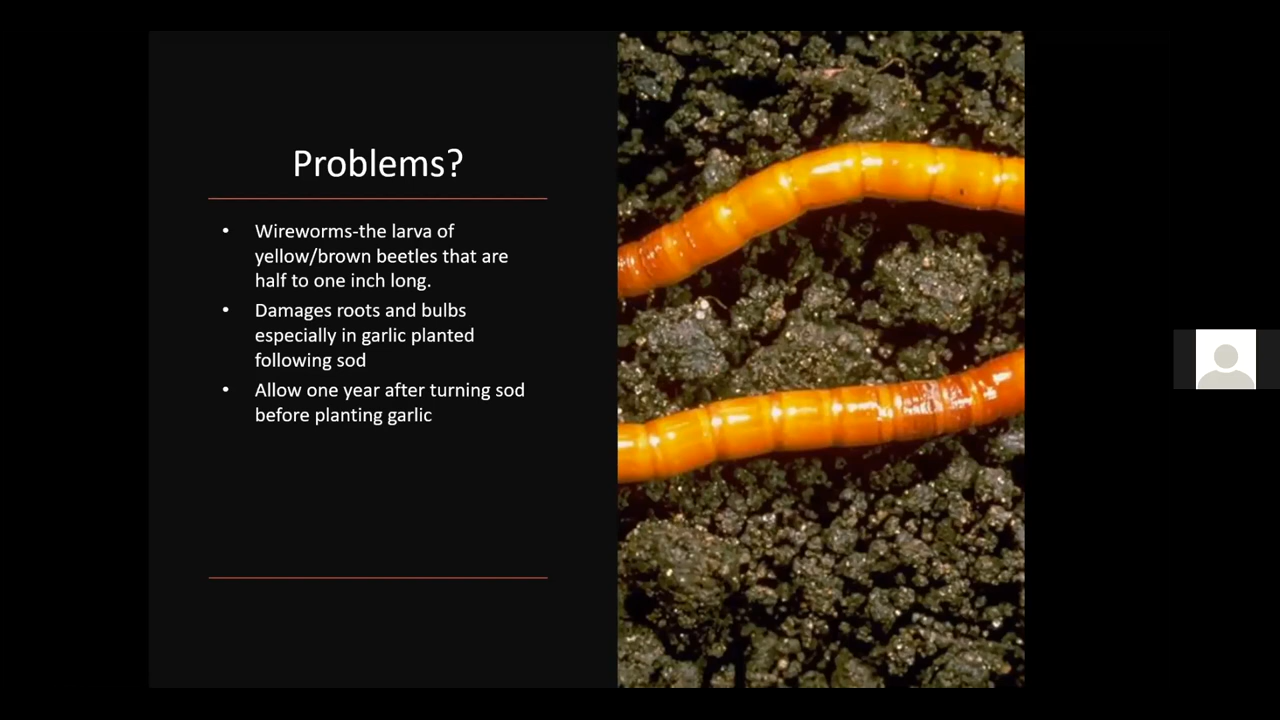 Problems?
• Wireworms-the larva of
yellow/brown beetles that are
half to one inch long.
• Damages roots and bulbs
especially in garlic planted
following sod
• Allow one year after turning sod
before planting garlic